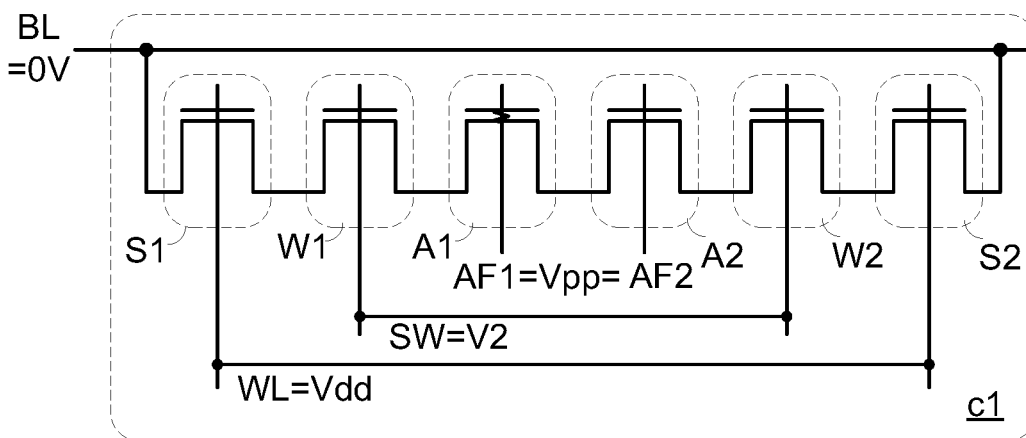 BL
=0V
S1
W1
A1
A2
W2
S2
AF1=Vpp= AF2
SW=V2
WL=Vdd
c1